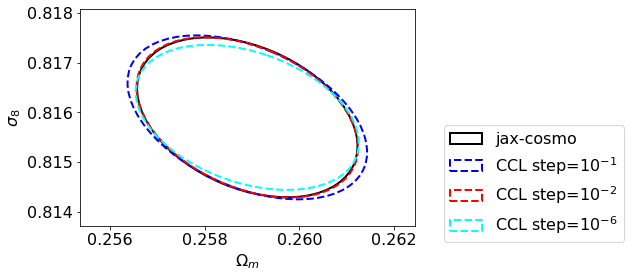 0.818
0.817
0.816
0.815
0.814
σ₈
0.256 0.258 0.260 0.262
Ωₘ
jax-cosmo
CCL step=10⁻¹
CCL step=10⁻²
CCL step=10⁻⁶